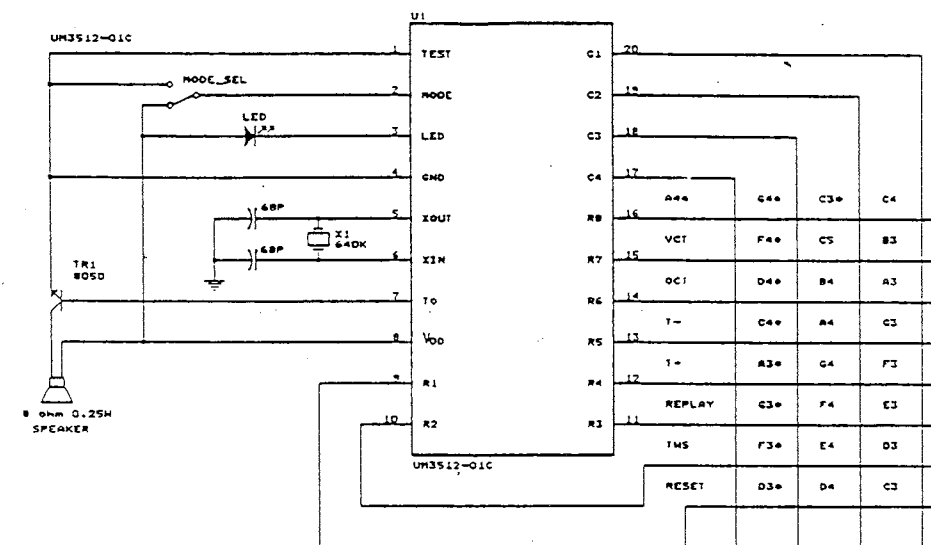 U1
UM3512-01C
1 TEST C1 20
MODE_SEL
2 MODE C2 19
LED
3 LED C3 18
4 GND C4 17
A4* G4* C3* C4
68P
5 XOUT R8 16
X1
640K
VCT F4* C5 B3
68P
6 XIN R7 15
TR1
8050
OCT D4* B4 A3
7 TO R6 14
T- C4* A4 G3
8 VDD R5 13
T+ A3* G4 F3
9 R1 R4 12
REPLAY G3* F4 E3
8 ohm 0.25W
SPEAKER
10 R2 R3 11
TMS F3* E4 D3
UM3512-01C
RESET D3* D4 C3